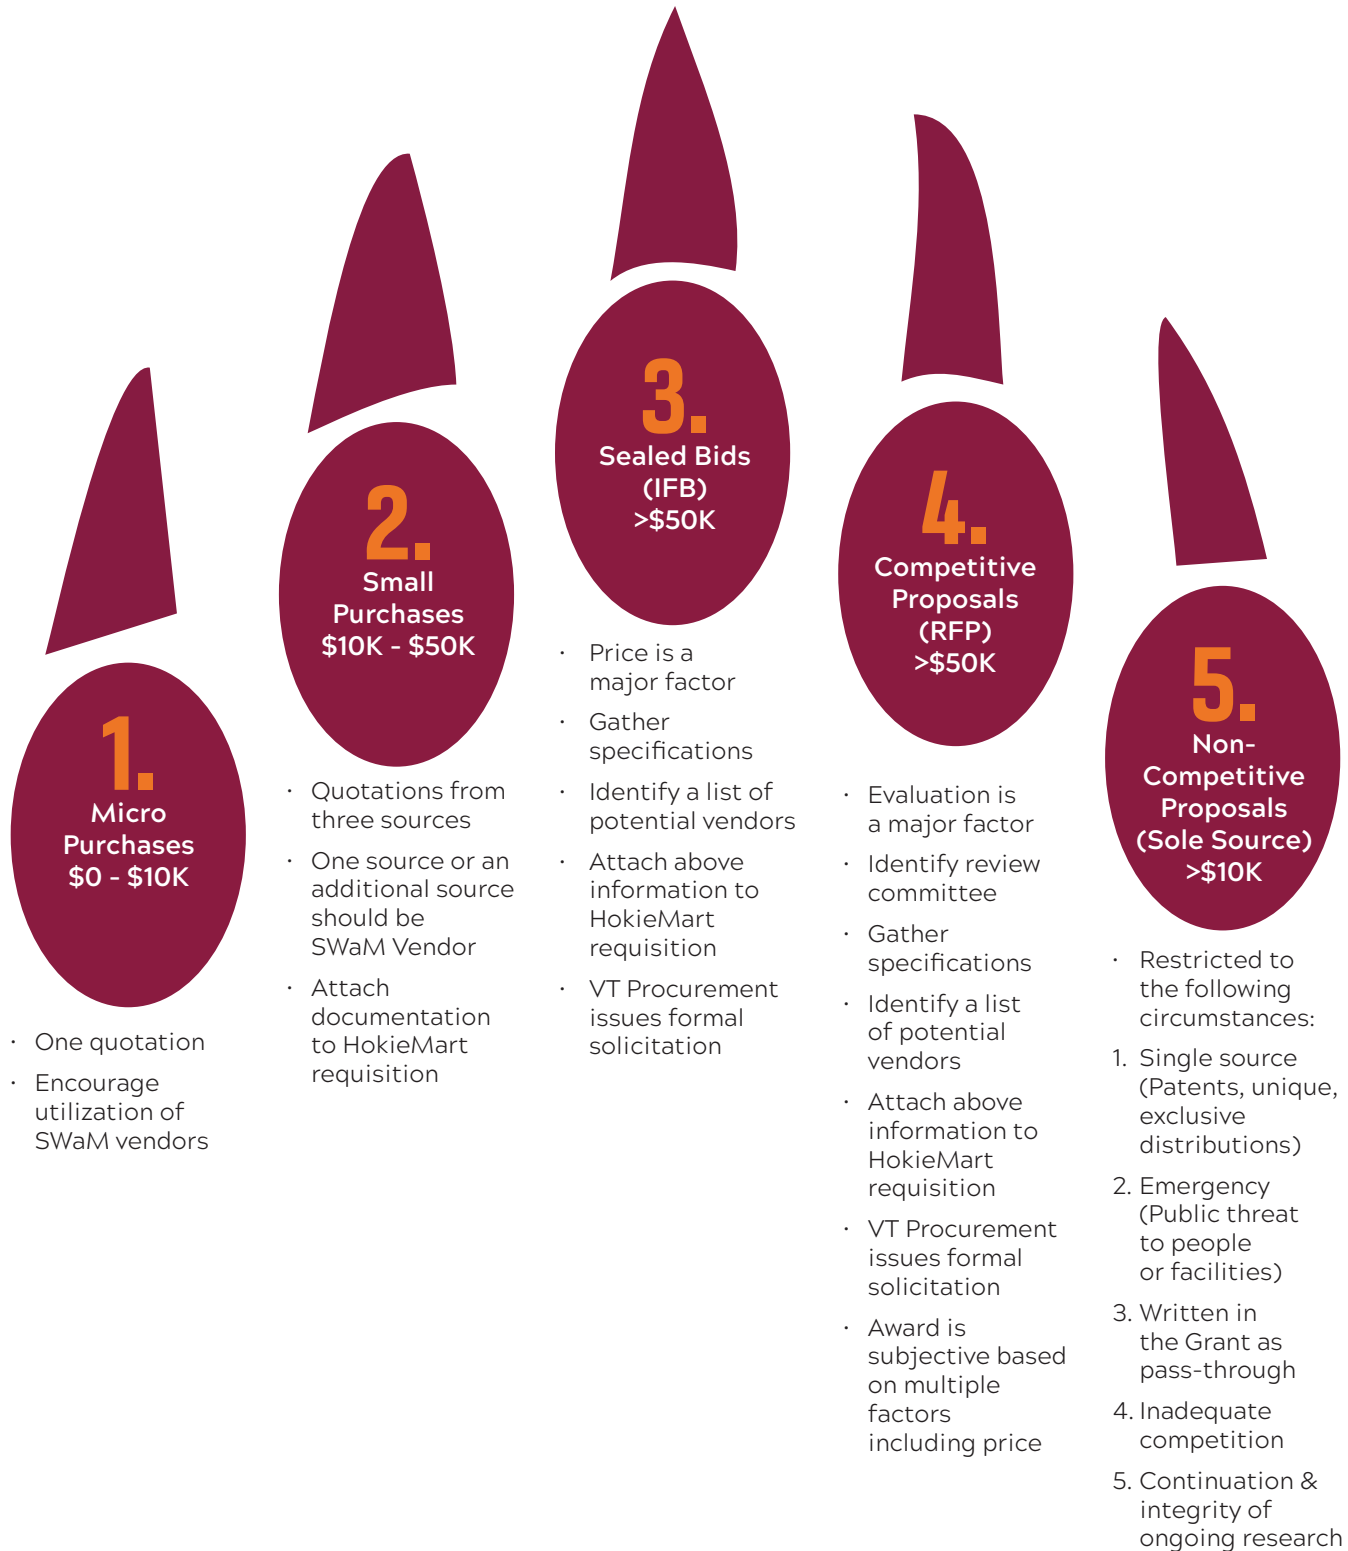 1.
Micro
Purchases
$0 - $10K
· One quotation
· Encourage
utilization of
SWaM vendors
2.
Small
Purchases
$10K - $50K
· Quotations from
three sources
· One source or an
additional source
should be
SWaM Vendor
· Attach
documentation
to HokieMart
requisition
3.
Sealed Bids
(IFB)
>$50K
· Price is a
major factor
· Gather
specifications
· Identify a list of
potential vendors
· Attach above
information to
HokieMart
requisition
· VT Procurement
issues formal
solicitation
4.
Competitive
Proposals
(RFP)
>$50K
· Evaluation is
a major factor
· Identify review
committee
· Gather
specifications
· Identify a list
of potential
vendors
· Attach above
information to
HokieMart
requisition
· VT Procurement
issues formal
solicitation
· Award is
subjective based
on multiple
factors
including price
5.
Non-
Competitive
Proposals
(Sole Source)
>$10K
· Restricted to
the following
circumstances:
1. Single source
(Patents, unique,
exclusive
distributions)
2. Emergency
(Public threat
to people
or facilities)
3. Written in
the Grant as
pass-through
4. Inadequate
competition
5. Continuation &
integrity of
ongoing research